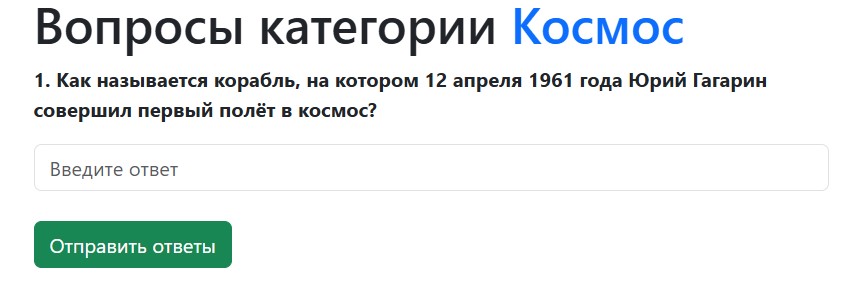 Вопросы категории Космос
1. Как называется корабль, на котором 12 апреля 1961 года Юрий Гагарин
совершил первый полёт в космос?
Введите ответ
Отправить ответы